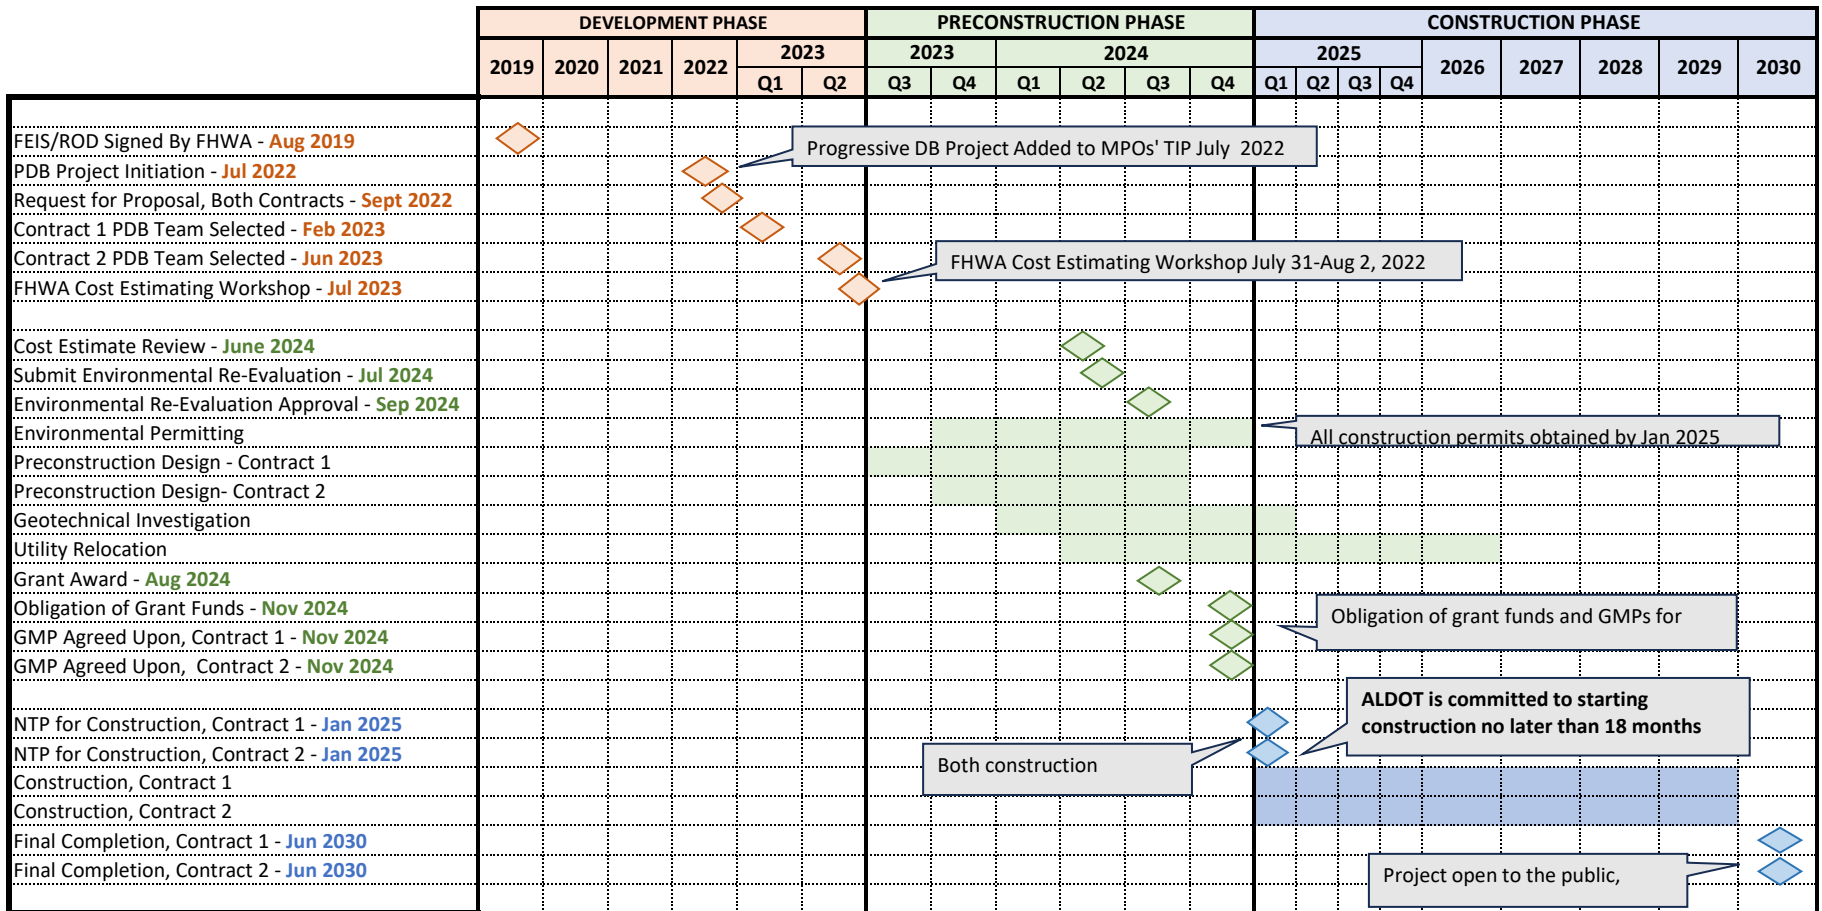 DEVELOPMENT PHASE PRECONSTRUCTION PHASE CONSTRUCTION PHASE
2019 2020 2021 2022 2023 2023 2024 2025 2026 2027 2028 2029 2030
Q1 Q2 Q3 Q4 Q1 Q2 Q3 Q4 Q1 Q2 Q3 Q4
FEIS/ROD Signed By FHWA - Aug 2019
Progressive DB Project Added to MPOs' TIP July 2022
PDB Project Initiation - Jul 2022
Request for Proposal, Both Contracts - Sept 2022
Contract 1 PDB Team Selected - Feb 2023
Contract 2 PDB Team Selected - Jun 2023
FHWA Cost Estimating Workshop July 31-Aug 2, 2022
FHWA Cost Estimating Workshop - Jul 2023
Cost Estimate Review - June 2024
Submit Environmental Re-Evaluation - Jul 2024
Environmental Re-Evaluation Approval - Sep 2024
Environmental Permitting
All construction permits obtained by Jan 2025
Preconstruction Design - Contract 1
Preconstruction Design- Contract 2
Geotechnical Investigation
Utility Relocation
Grant Award - Aug 2024
Obligation of Grant Funds - Nov 2024
Obligation of grant funds and GMPs for
GMP Agreed Upon, Contract 1 - Nov 2024
GMP Agreed Upon, Contract 2 - Nov 2024
ALDOT is committed to starting
construction no later than 18 months
NTP for Construction, Contract 1 - Jan 2025
NTP for Construction, Contract 2 - Jan 2025
Both construction
Construction, Contract 1
Construction, Contract 2
Final Completion, Contract 1 - Jun 2030
Final Completion, Contract 2 - Jun 2030
Project open to the public,